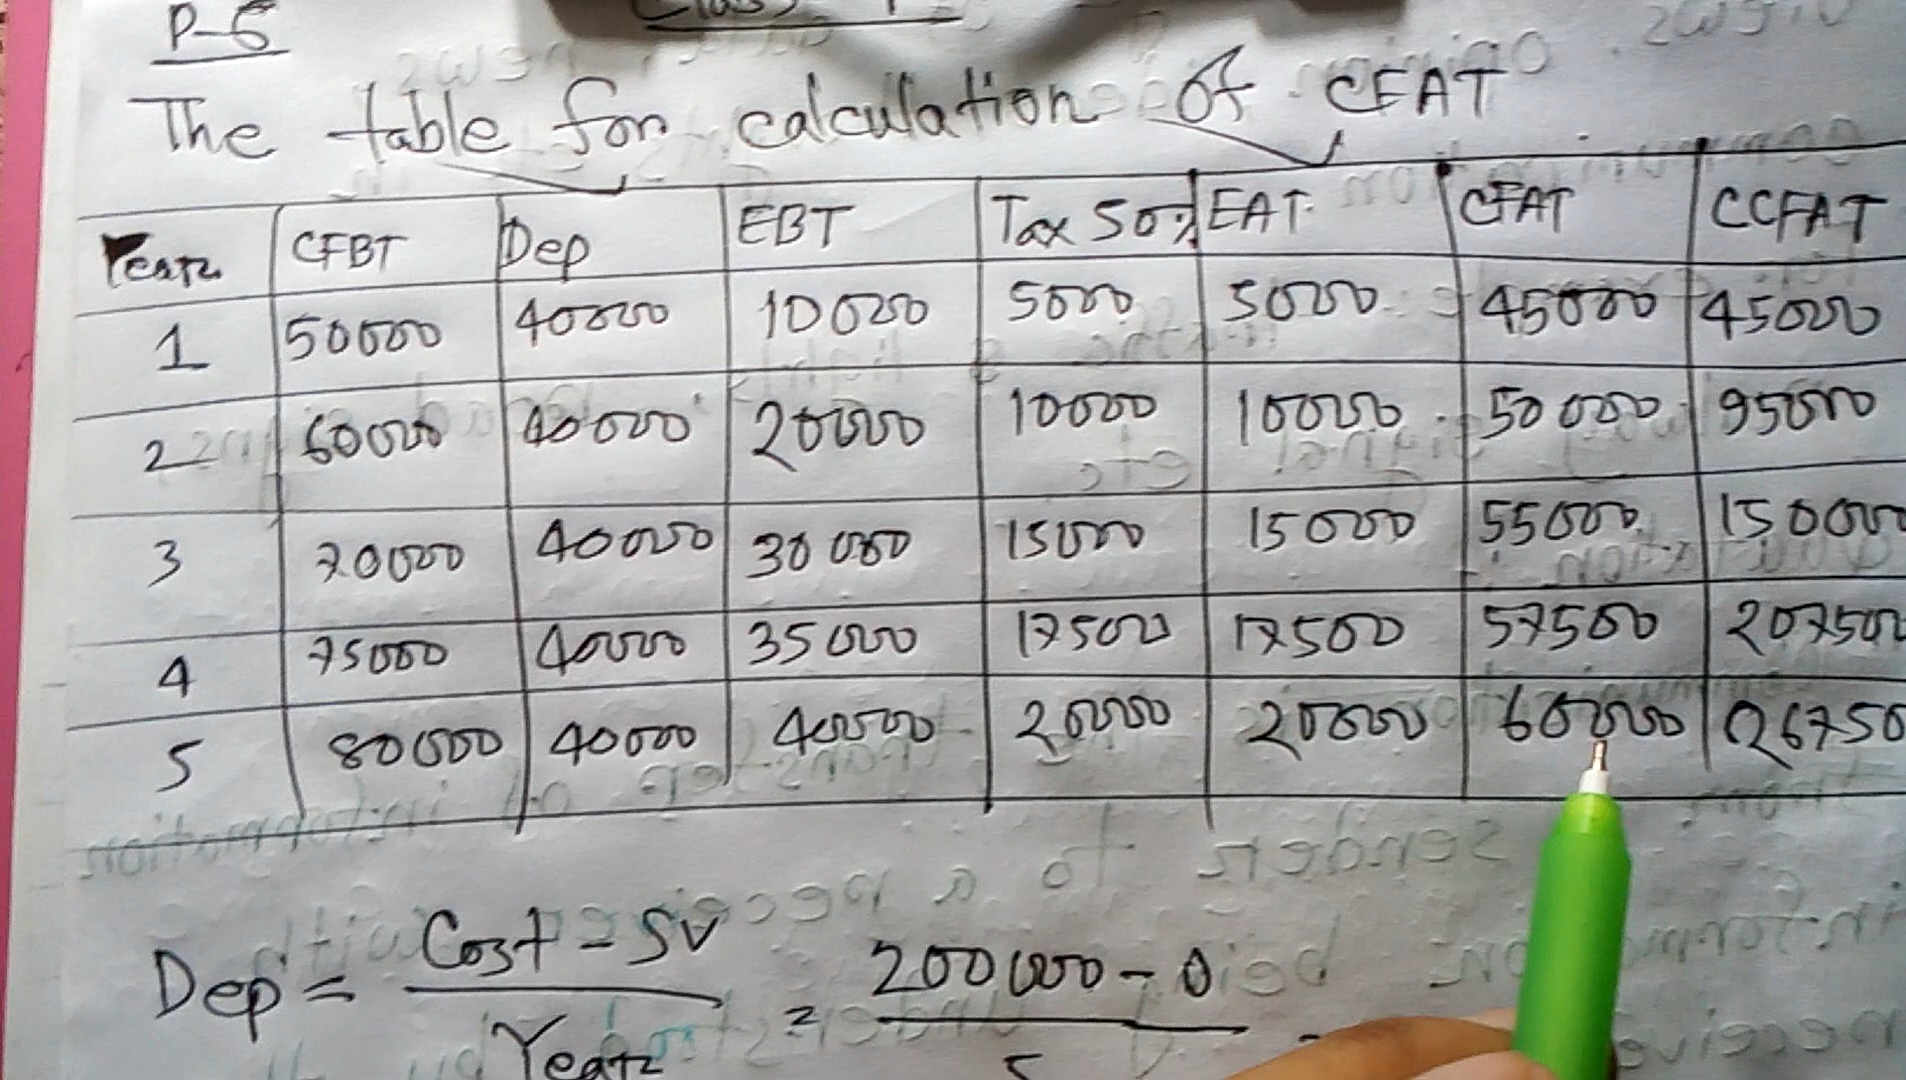 P-5
The table for calculation of CFAT
Year CFBT Dep EBT Tax 50% EAT CFAT CCFAT
1 50000 40000 10000 5000 5000 45000 45000
2 60000 40000 20000 10000 10000 50000 95000
3 70000 40000 30000 15000 15000 55000 150000
4 75000 40000 35000 17500 17500 57500 207500
5 80000 40000 40500 20000 20000 60000 26750
Dep = Cost - SV / Year = 200000 - 0 / 5